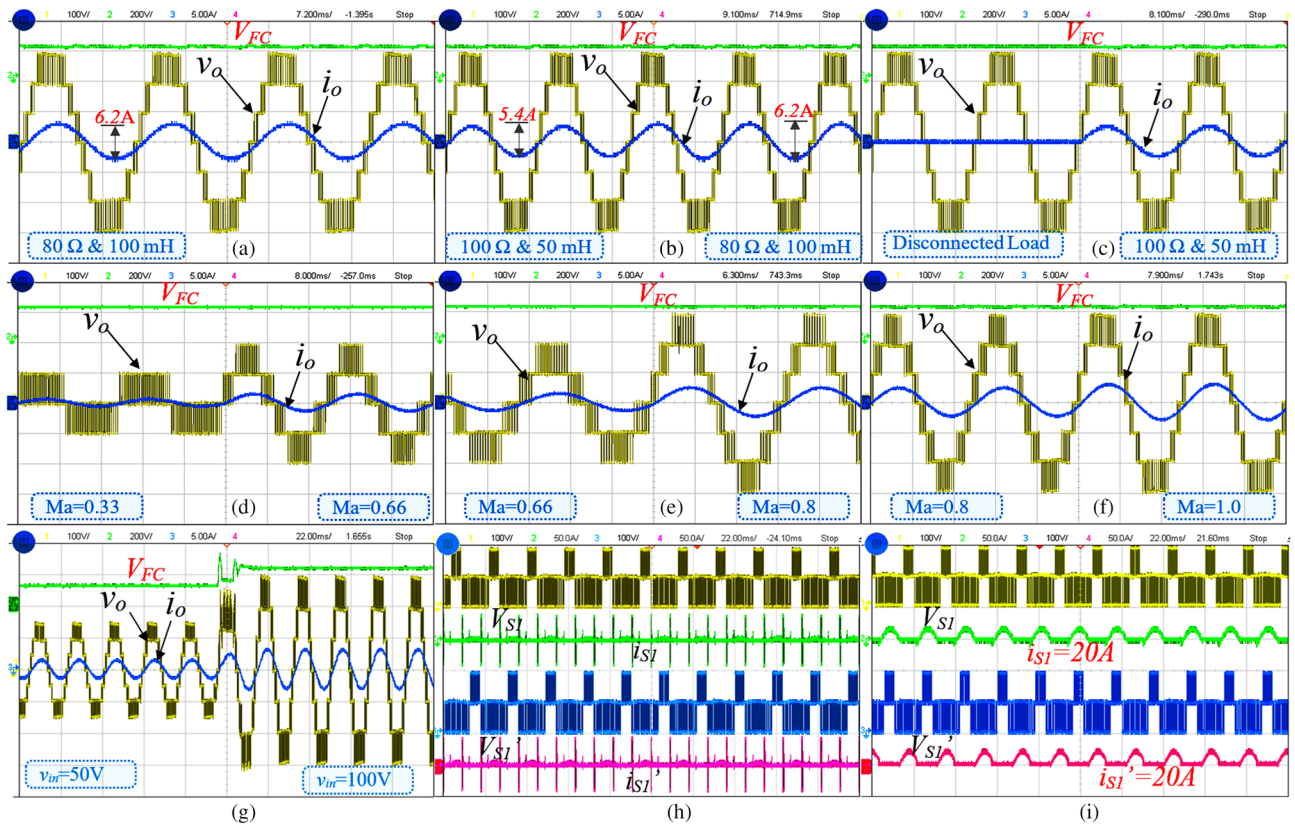 1 100V/ 2 200V/ 3 5.00A/ 4 7.200m/ -1.395s Stop
V_FC
v_o
i_o
6.2A
80 Ω & 100 mH
(a)
1 100V/ 2 200V/ 3 5.00A/ 4 9.100m/ 714.9ms Stop
V_FC
v_o
i_o
5.4A
6.2A
100 Ω & 50 mH
(b)
80 Ω & 100 mH
1 100V/ 2 200V/ 3 5.00A/ 4 8.100ms/ -290.0ms Stop
V_FC
v_o
i_o
Disconnected Load
(c)
100 Ω & 50 mH
1 100V/ 2 200V/ 3 5.00A/ 4 8.000ms/ -257.0ms Stop
V_FC
v_o
i_o
Ma=0.33
(d)
Ma=0.66
1 100V/ 2 200V/ 3 5.00A/ 4 6.300ms/ 743.3ms Stop
V_FC
v_o
i_o
Ma=0.66
(e)
Ma=0.8
1 100V/ 2 200V/ 3 5.00A/ 4 7.900ms/ 1.743s Stop
V_FC
v_o
i_o
Ma=0.8
(f)
Ma=1.0
1 100V/ 2 200V/ 3 5.00A/ 4 22.00ms/ 1.655s Stop
V_FC
v_o
i_o
v_in=50V
v_in=100V
(g)
1 100V/ 2 50.0A/ 3 100V/ 4 50.0A/ 22.00ms/ -24.10ms Stop
V_S1
i_S1
V_S1'
i_S1'
(h)
1 100V/ 2 50.0A/ 3 100V/ 4 50.0A/ 22.00ms/ 21.60ms Stop
V_S1
i_S1=20A
V_S1'
i_S1'=20A
(i)